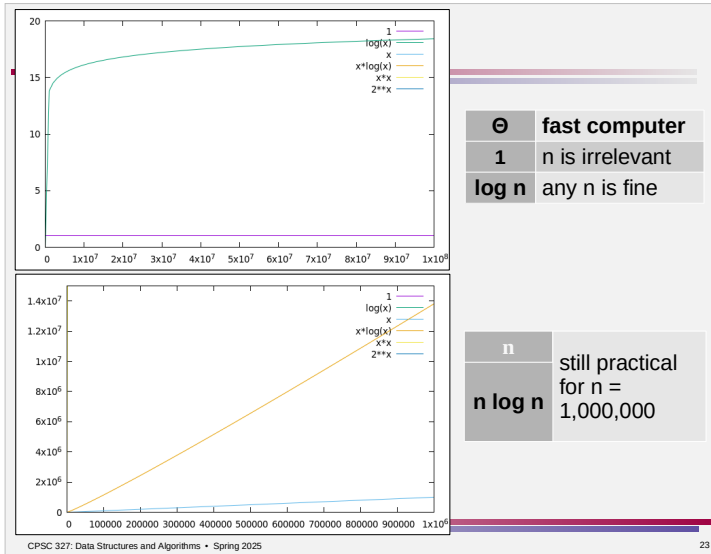 20
15
10
5
0
0 1x10⁷ 2x10⁷ 3x10⁷ 4x10⁷ 5x10⁷ 6x10⁷ 7x10⁷ 8x10⁷ 9x10⁷ 1x10⁸
1
log(x)
x
x*log(x)
x*x
2**x
Θ fast computer
1 n is irrelevant
log n any n is fine
1.4x10⁷
1.2x10⁷
1x10⁷
8x10⁶
6x10⁶
4x10⁶
2x10⁶
0
0 100000 200000 300000 400000 500000 600000 700000 800000 900000 1x10⁶
1
log(x)
x
x*log(x)
x*x
2**x
n
n log n
still practical
for n =
1,000,000
CPSC 327: Data Structures and Algorithms • Spring 2025
23